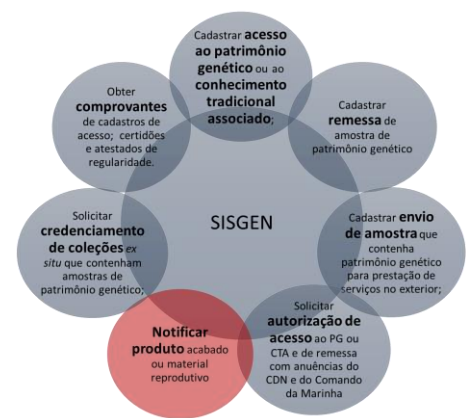 Cadastrar acesso
ao patrimônio
genético ou ao
conhecimento
tradicional
associado;
Cadastrar
remessa de
amostra de
patrimônio genético
Cadastrar envio
de amostra que
contenha
patrimônio genético
para prestação de
serviços no exterior;
Solicitar
autorização de
acesso ao PG ou
CTA e de remessa
com anuências do
CDN e do Comando
da Marinha
Notificar
produto acabado
ou material
reprodutivo
Solicitar
credenciamento
de coleções ex
situ que contenham
amostras de
patrimônio genético;
Obter
comprovantes
de cadastros de
acesso; certidões
e atestados de
regularidade.
SISGEN